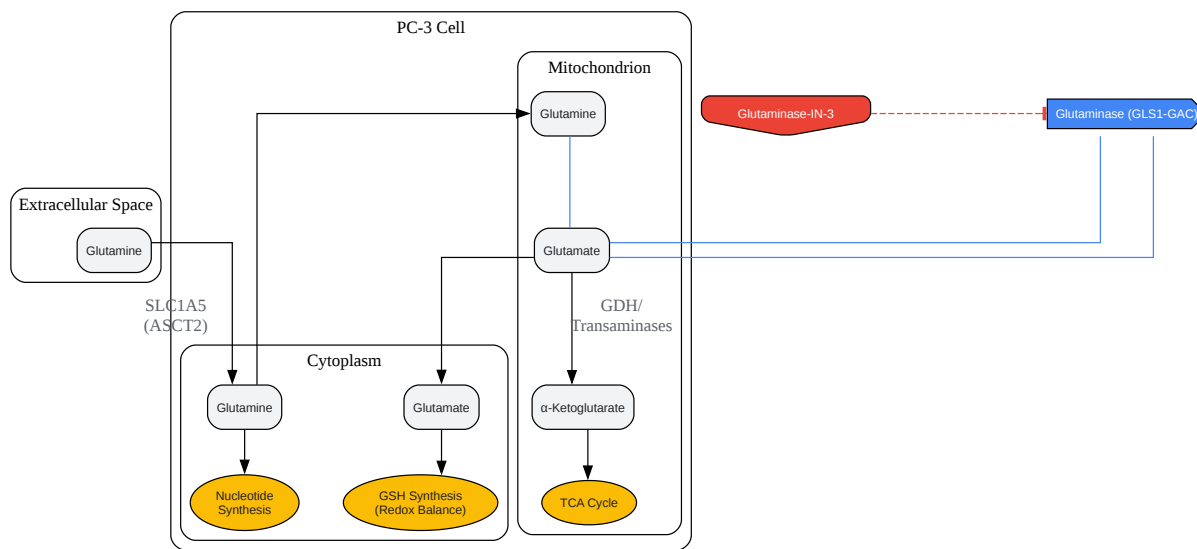 PC-3 Cell
Mitochondrion
Glutamine
Glutaminase-IN-3
Glutaminase (GLS1-GAC)
Extracellular Space
Glutamine
Glutamate
SLC1A5
(ASCT2)
GDH/
Transaminases
Cytoplasm
Glutamine
Glutamate
α-Ketoglutarate
Nucleotide
Synthesis
GSH Synthesis
(Redox Balance)
TCA Cycle